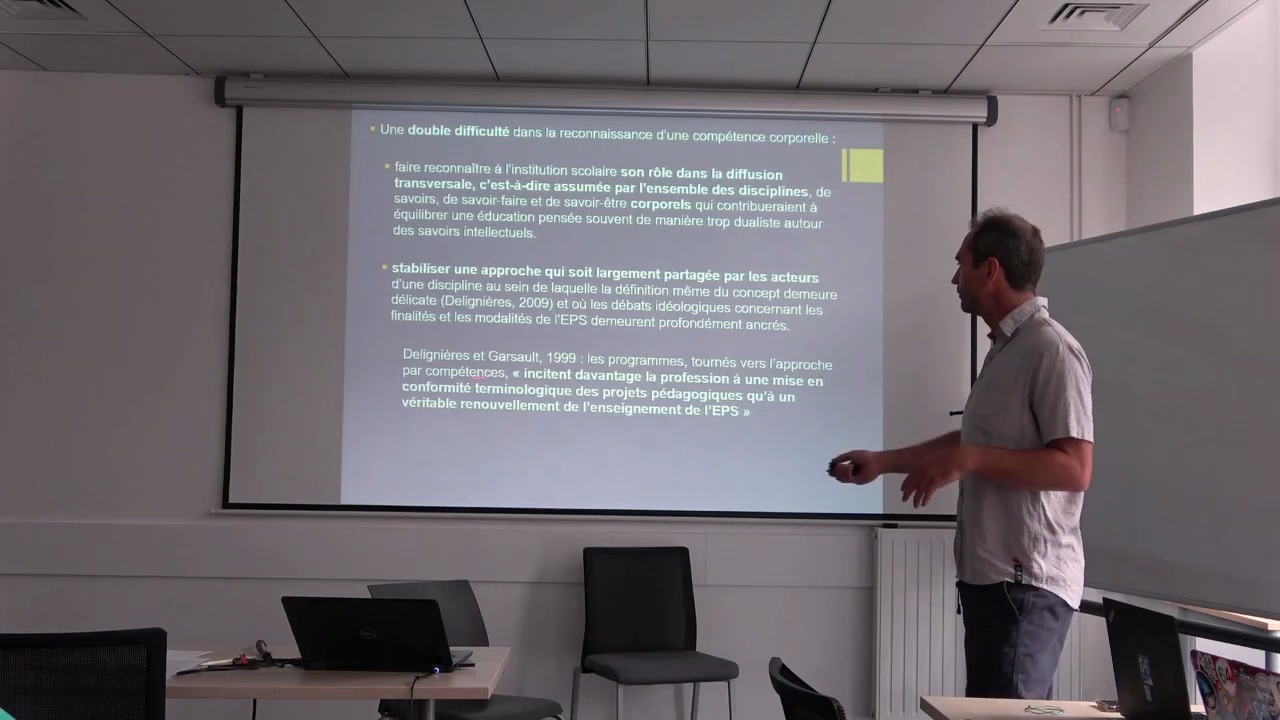 Une double difficulté dans la reconnaissance d'une compétence corporelle :
faire reconnaître à l'institution scolaire son rôle dans la diffusion
transversale, c'est-à-dire assumée par l'ensemble des disciplines, de
savoirs, de savoir-faire et de savoir-être corporels qui contribueraient à
équilibrer une éducation pensée souvent de manière trop dualiste autour
des savoirs intellectuels.
stabiliser une approche qui soit largement partagée par les acteurs
d'une discipline au sein de laquelle la définition même du concept demeure
délicate (Delignières, 2009) et où les débats idéologiques concernant les
finalités et les modalités de l'EPS demeurent profondément ancrés.
Delignières et Garsault, 1999 : les programmes, tournés vers l'approche
par compétences, « incitent davantage la profession à une mise en
conformité terminologique des projets pédagogiques qu'à un
véritable renouvellement de l'enseignement de l'EPS »